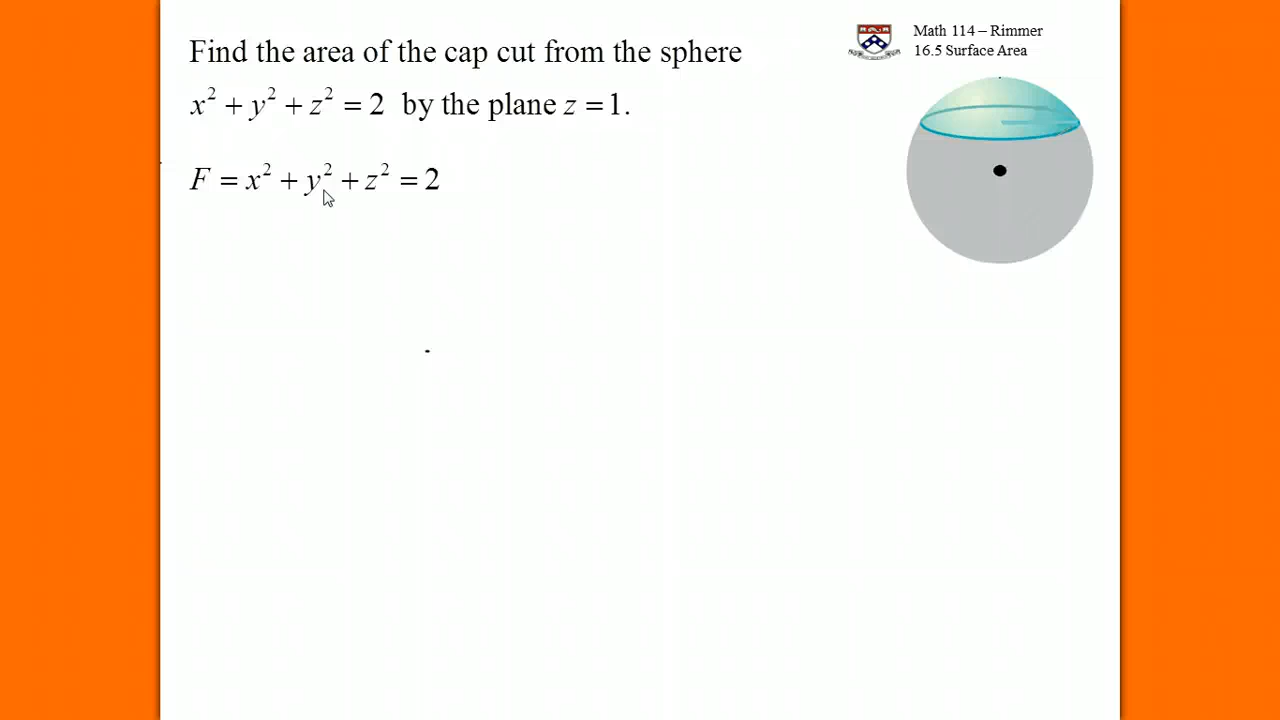 Find the area of the cap cut from the sphere
x² + y² + z² = 2 by the plane z = 1.
F = x² + y² + z² = 2
Math 114 – Rimmer
16.5 Surface Area